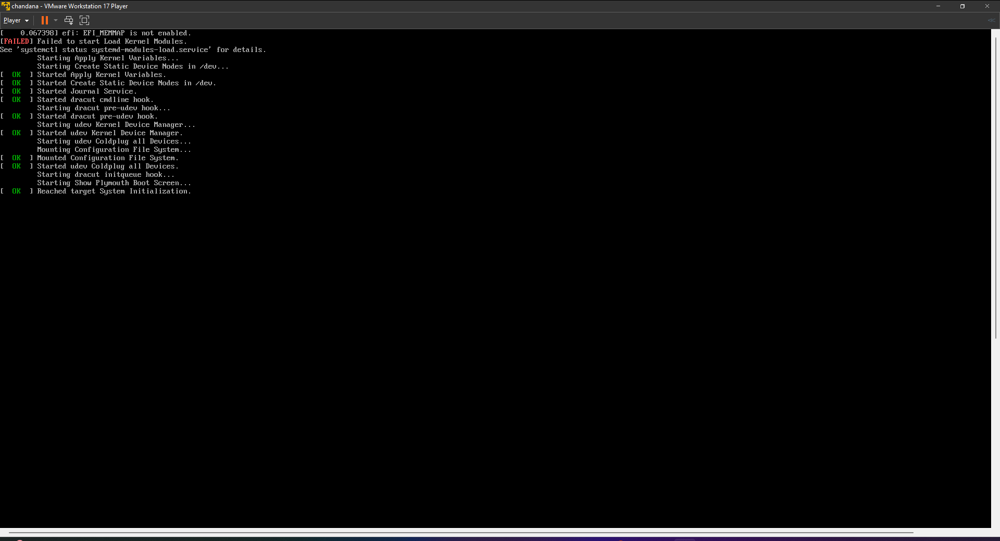 chandana - VMware Workstation 17 Player
Player
[    0.067398] efi: EFI_MEMMAP is not enabled.
[FAILED] Failed to start Load Kernel Modules.
See 'systemctl status systemd-modules-load.service' for details.
         Starting Apply Kernel Variables...
         Starting Create Static Device Nodes in /dev...
[  OK  ] Started Apply Kernel Variables.
[  OK  ] Started Create Static Device Nodes in /dev.
[  OK  ] Started Journal Service.
[  OK  ] Started dracut cmdline hook.
         Starting dracut pre-udev hook...
[  OK  ] Started dracut pre-udev hook.
         Starting udev Kernel Device Manager...
[  OK  ] Started udev Kernel Device Manager.
         Starting udev Coldplug all Devices...
         Mounting Configuration File System...
[  OK  ] Mounted Configuration File System.
[  OK  ] Started udev Coldplug all Devices.
         Starting dracut initqueue hook...
         Starting Show Plymouth Boot Screen...
[  OK  ] Reached target System Initialization.